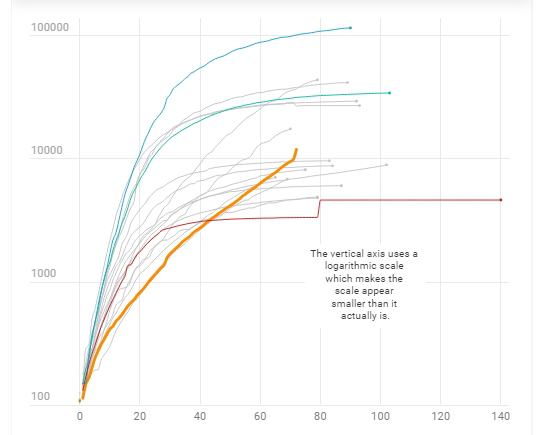 100000
10000
1000
100
The vertical axis uses a
logarithmic scale
which makes the
scale appear
smaller than it
actually is.
0 20 40 60 80 100 120 140